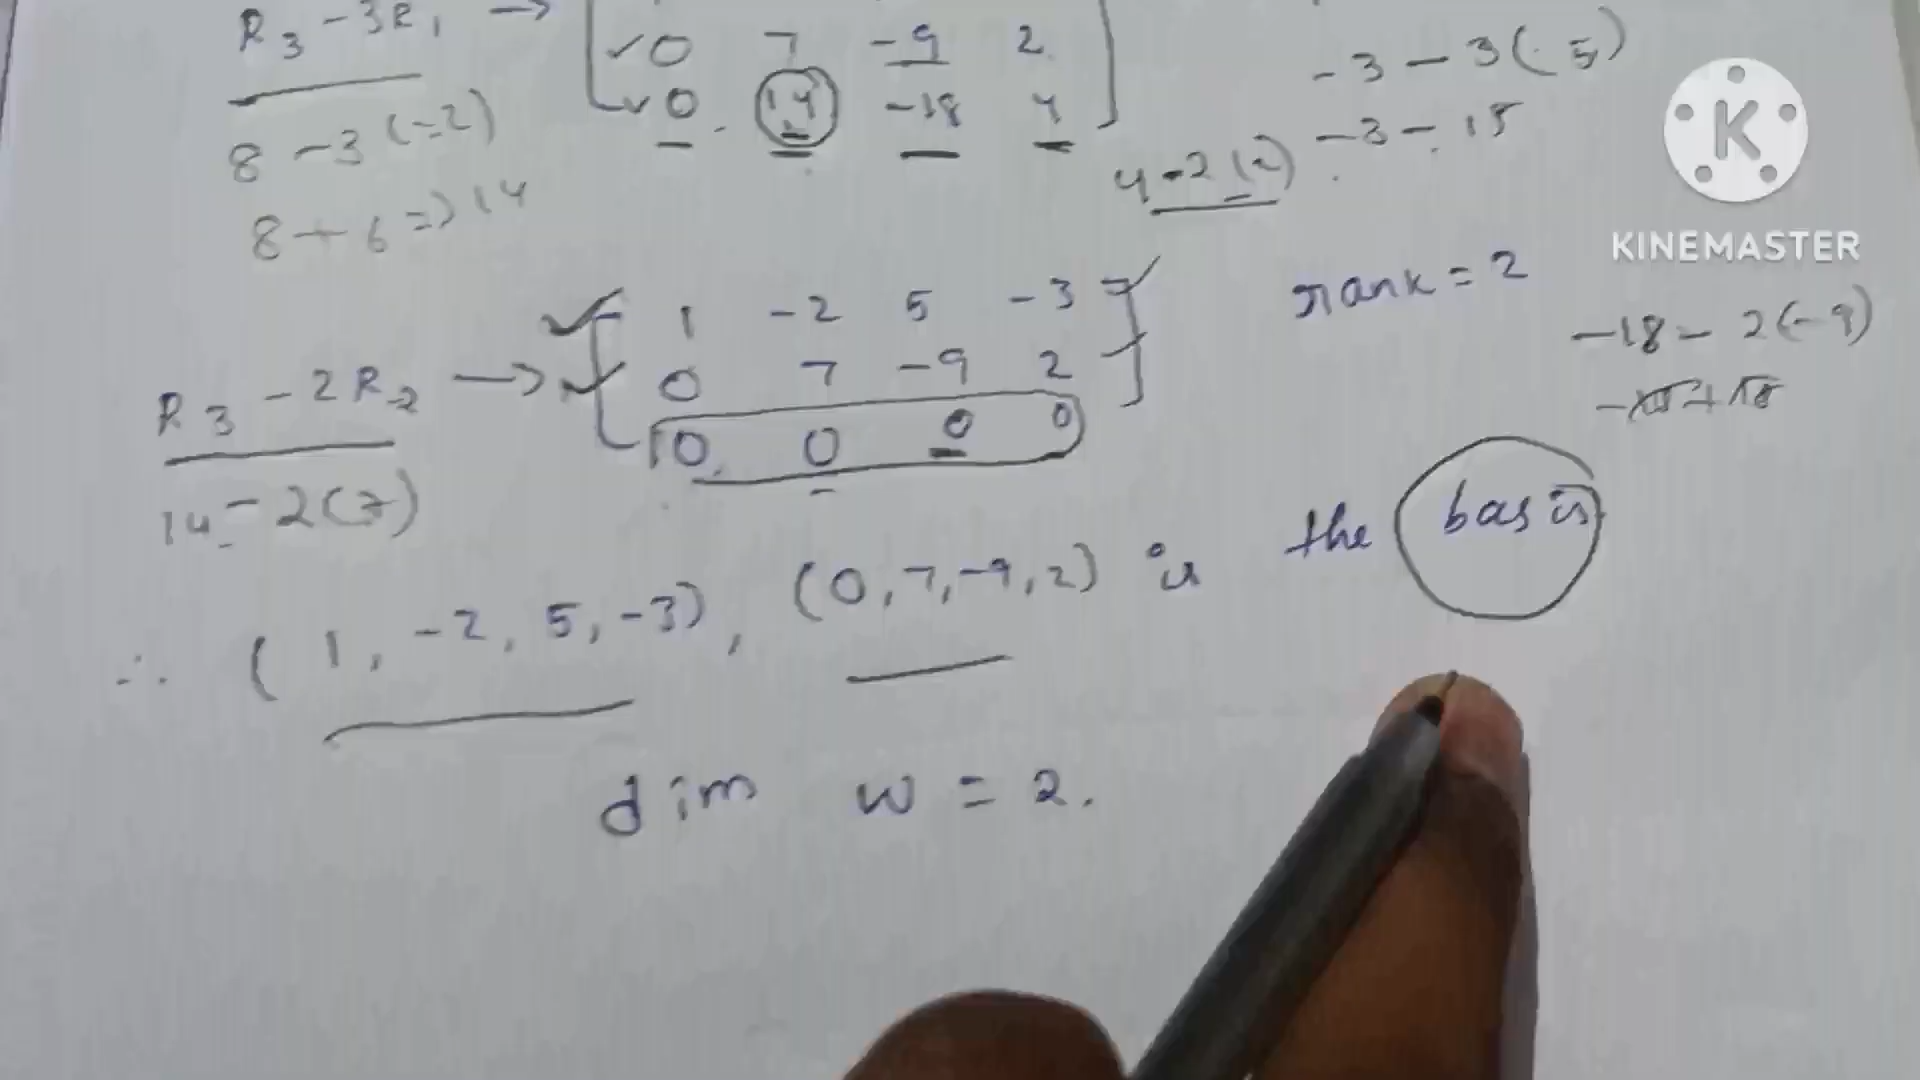 R3 - 3R1 →
0 7 -9 2
0 14 -18 4
8 - 3(-2)
8 + 6 => 14
-3 - 3(5)
-3 - 15
4 - 2(2)
KINEMASTER
1 -2 5 -3
R3 - 2R2 → 0 7 -9 2
0 0 0 0
14 - 2(7)
rank = 2
-18 - 2(-9)
-18 + 18
∴ (1, -2, 5, -3), (0, 7, -9, 2) is the basis
dim W = 2.